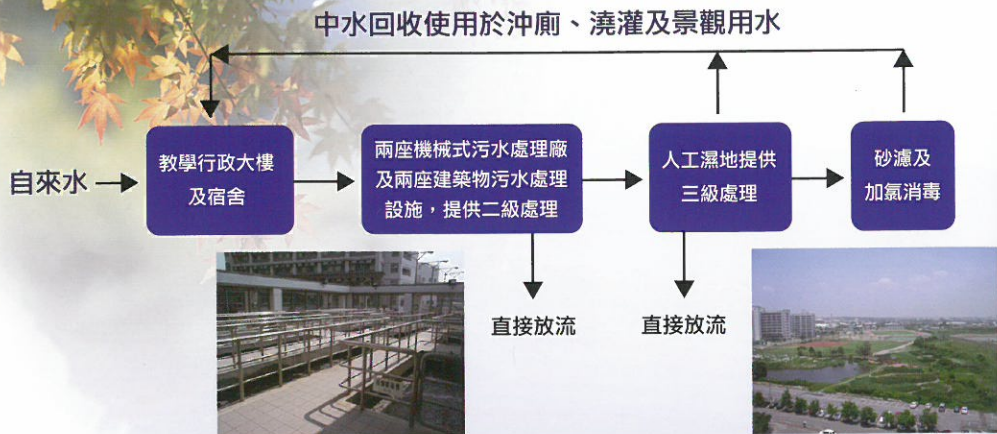 中水回收使用於沖廁、澆灌及景觀用水
自來水
教學行政大樓
及宿舍
兩座機械式污水處理廠
及兩座建築物污水處理
設施，提供二級處理
人工濕地提供
三級處理
砂濾及
加氯消毒
直接放流
直接放流